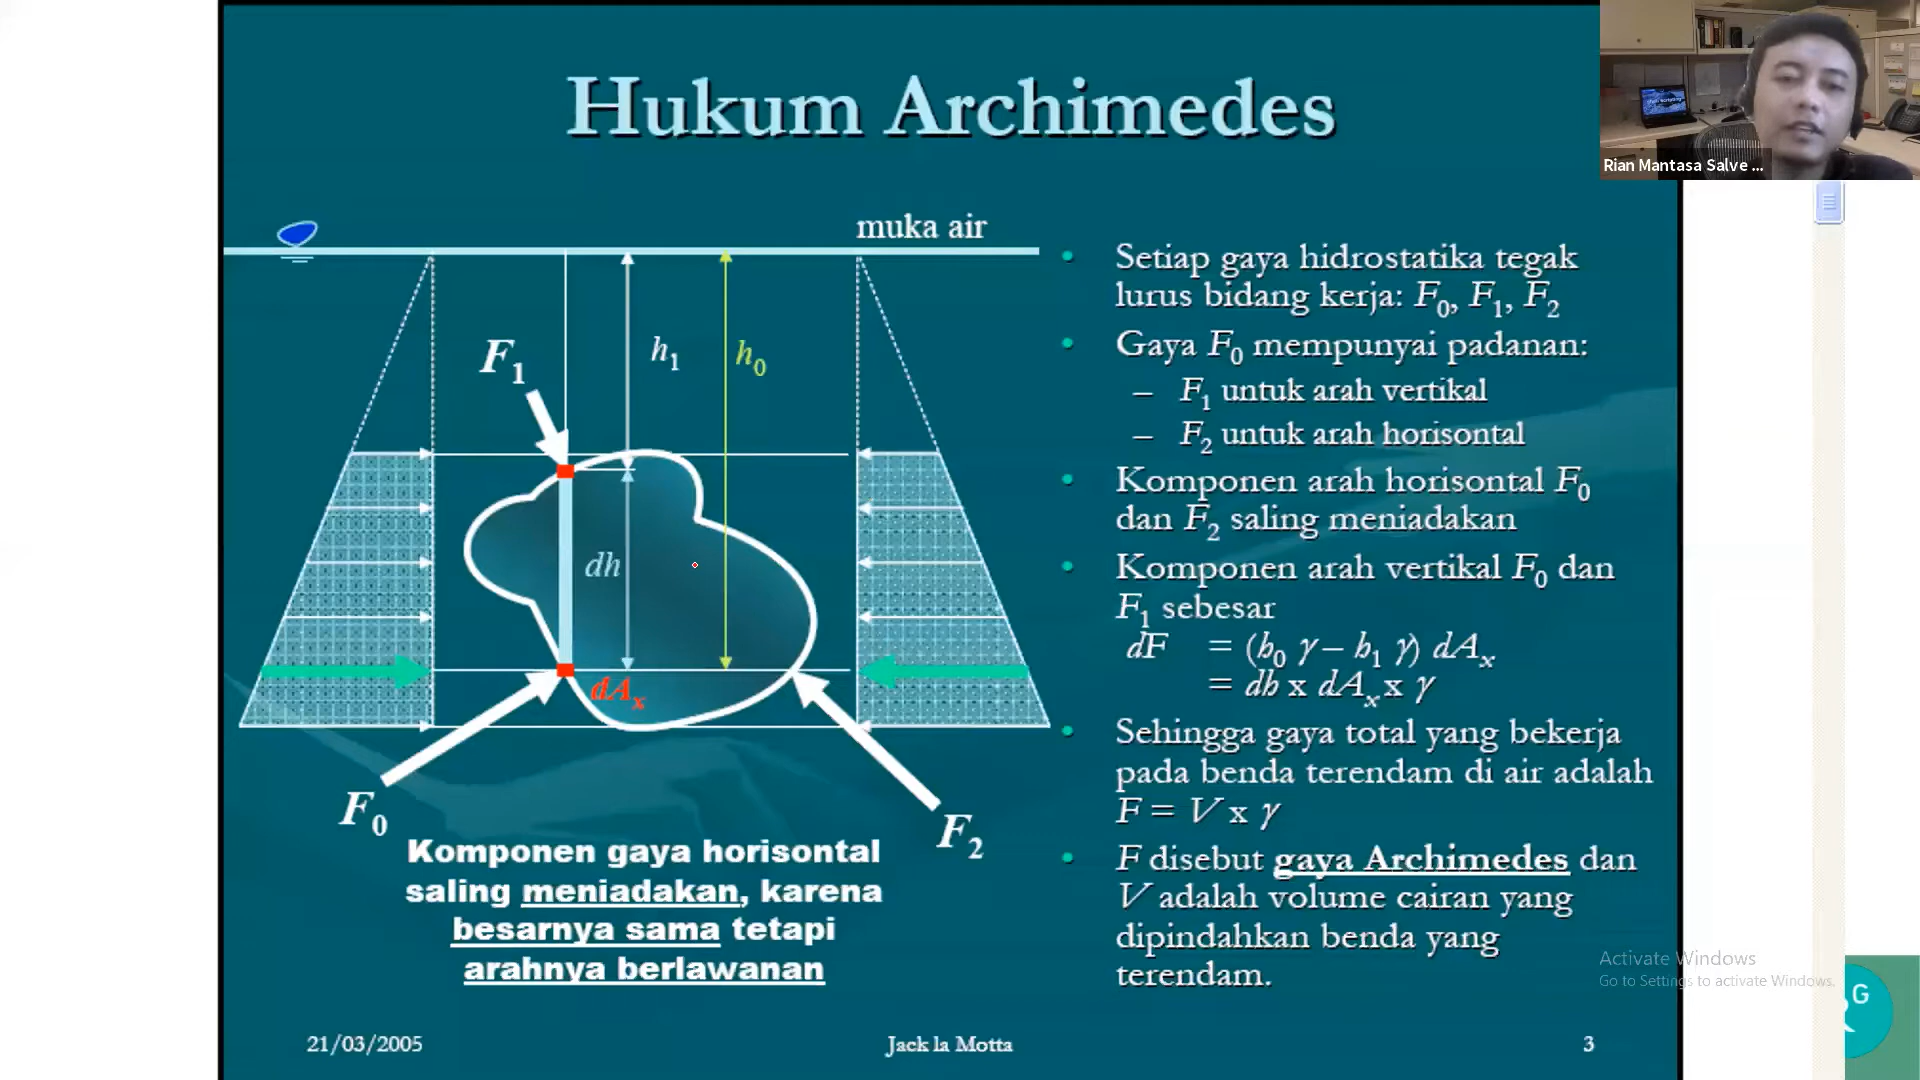 Hukum Archimedes
Rian Mantasa Salve ...
muka air
F1
h1
h0
dh
dAx
F0
F2
Komponen gaya horisontal
saling meniadakan, karena
besarnya sama tetapi
arahnya berlawanan
• Setiap gaya hidrostatika tegak
lurus bidang kerja: F0, F1, F2
• Gaya F0 mempunyai padanan:
– F1 untuk arah vertikal
– F2 untuk arah horisontal
• Komponen arah horisontal F0
dan F2 saling meniadakan
• Komponen arah vertikal F0 dan
F1 sebesar
dF = (h0 γ – h1 γ) dAx
= dh x dAx x γ
• Sehingga gaya total yang bekerja
pada benda terendam di air adalah
F = V x γ
• F disebut gaya Archimedes dan
V adalah volume cairan yang
dipindahkan benda yang
terendam.
Activate Windows
Go to Settings to activate Windows.
G
21/03/2005
Jack la Motta
3